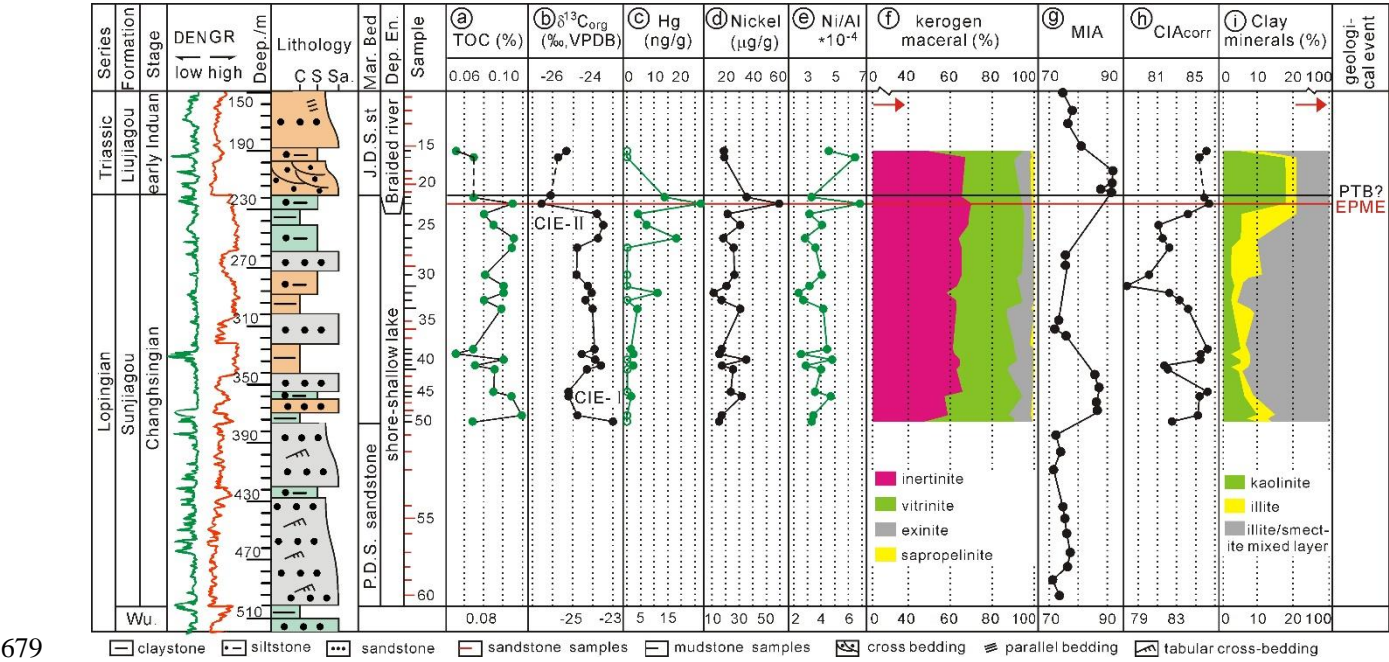 Series
Formation
Stage
DEN GR
low high
Deep./m
Lithology
C S Sa.
Mar. Bed
Dep. En.
Sample
a
TOC (%)
0.06 0.10
b δ¹³Corg
(‰,VPDB)
-26 -24
c Hg
(ng/g)
0 10 20
d Nickel
(μg/g)
20 40 60
e Ni/Al
*10⁻⁴
3 5 7
f kerogen
maceral (%)
0 40 60 80 100
g
MIA
70 90
h
CIAcorr
81 85
i Clay
minerals (%)
0 10 20 100
geologi-
cal event
Triassic
Liujiagou
early Induan
J.D.S. st
Braided river
Lopingian
Sunjiagou
Changhsingian
P.D.S. sandstone
shore-shallow lake
Wu.
150
190
230
270
310
350
390
430
470
510
15
20
25
30
35
40
45
50
55
60
CIE-II
CIE-I
PTB?
EPME
inertinite
vitrinite
exinite
sapropelinite
kaolinite
illite
illite/smect-
ite mixed layer
0.08
-25 -23
5 15
10 30 50
2 4 6
0 40 60 80 100
70 90
79 83
0 10 20 100
679
claystone siltstone sandstone sandstone samples mudstone samples cross bedding parallel bedding tabular cross-bedding